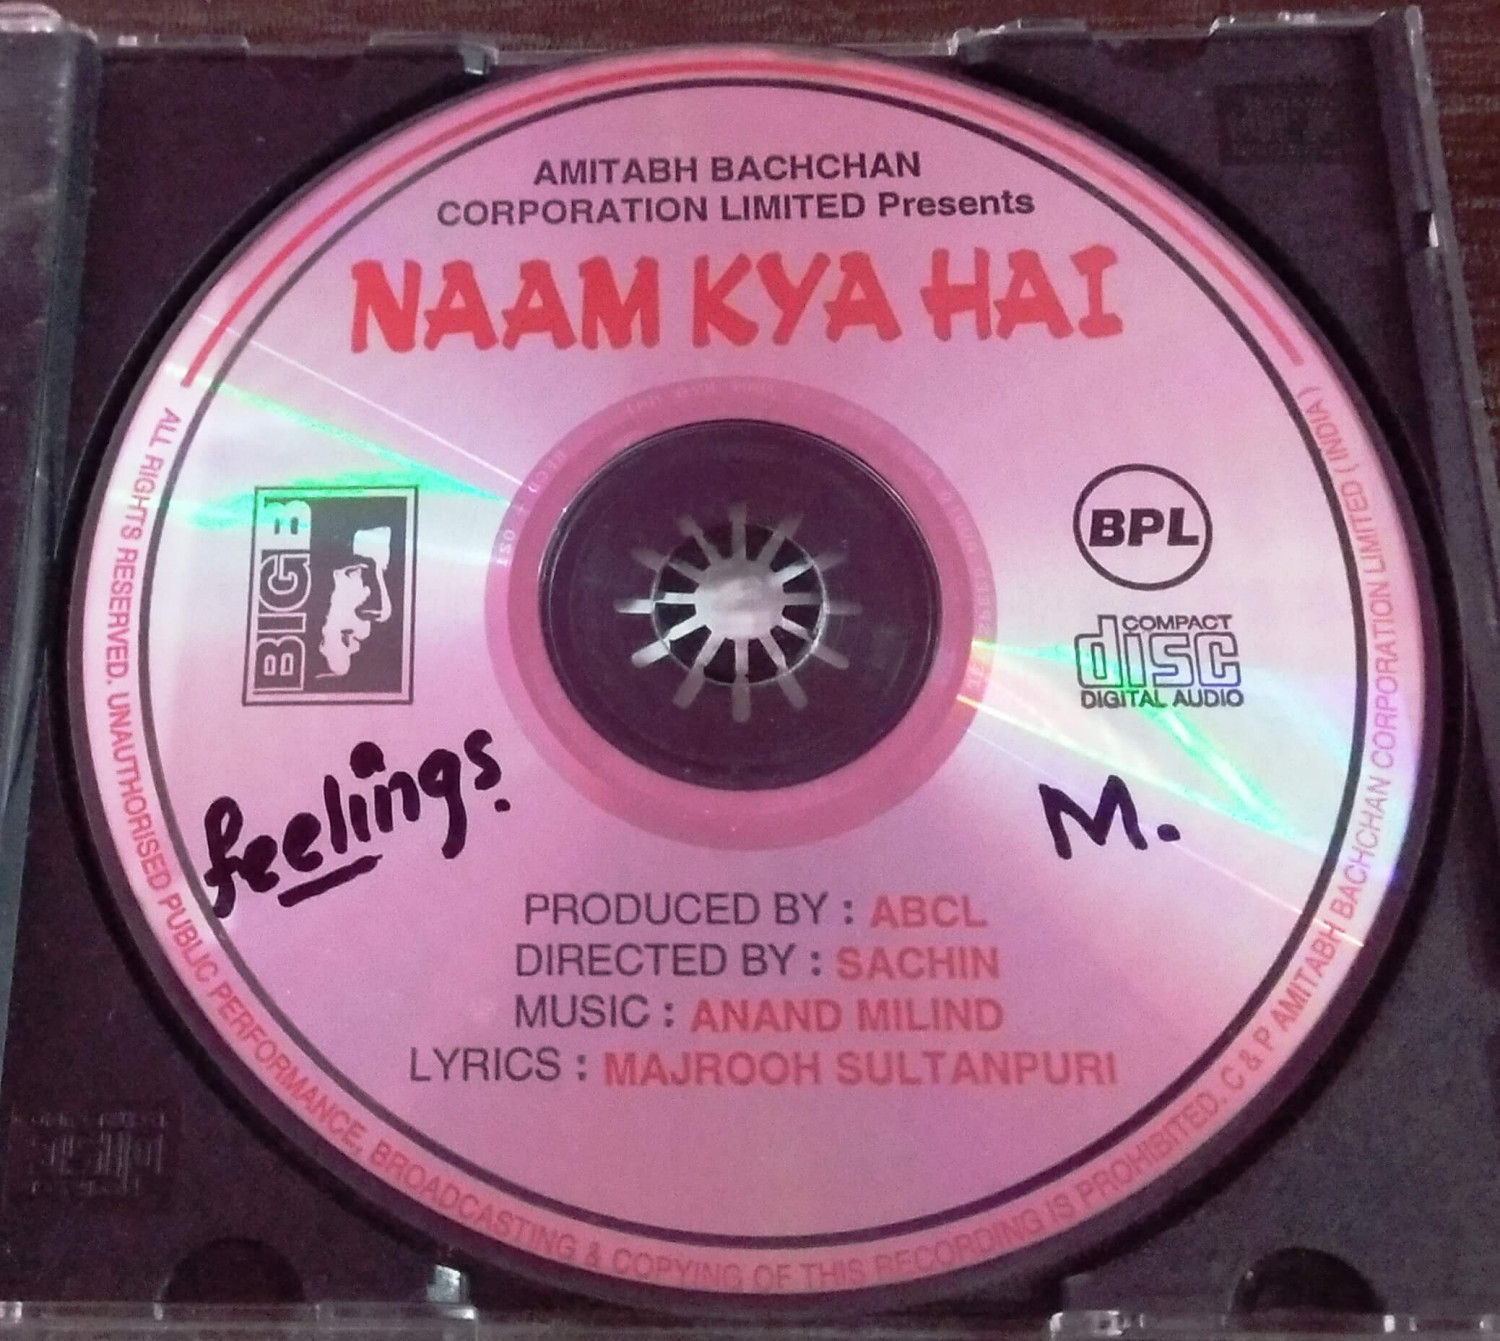 AMITABH BACHCHAN
CORPORATION LIMITED Presents
NAAM KYA HAI
BIG B
BPL
COMPACT
disc
DIGITAL AUDIO
feelings.
M.
PRODUCED BY : ABCL
DIRECTED BY : SACHIN
MUSIC : ANAND MILIND
LYRICS : MAJROOH SULTANPURI
ALL RIGHTS RESERVED. UNAUTHORISED PUBLIC PERFORMANCE, BROADCASTING & COPYING OF THIS RECORDING IS PROHIBITED. C & P AMITABH BACHCHAN CORPORATION LIMITED ( INDIA )